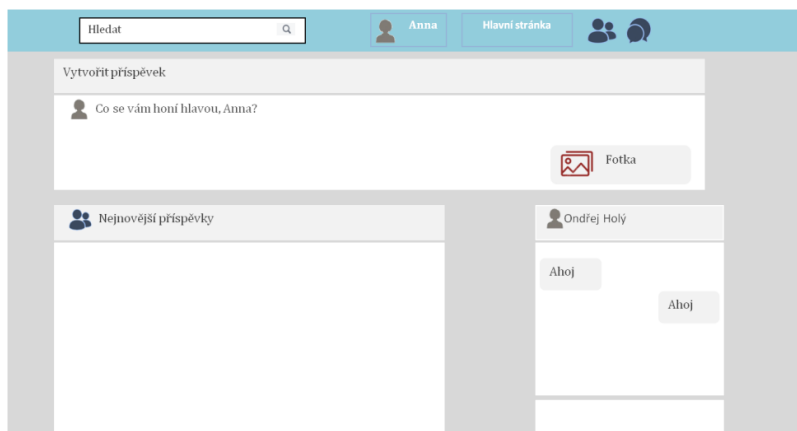 Hledat
Anna
Hlavní stránka
Vytvořit příspěvek
Co se vám honí hlavou, Anna?
Fotka
Nejnovější příspěvky
Ondřej Holý
Ahoj
Ahoj